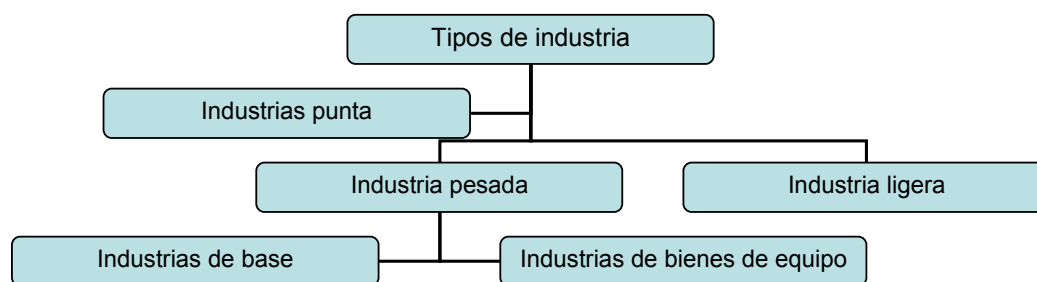 Tipos de industria
Industrias punta
Industria pesada
Industria ligera
Industrias de base
Industrias de bienes de equipo